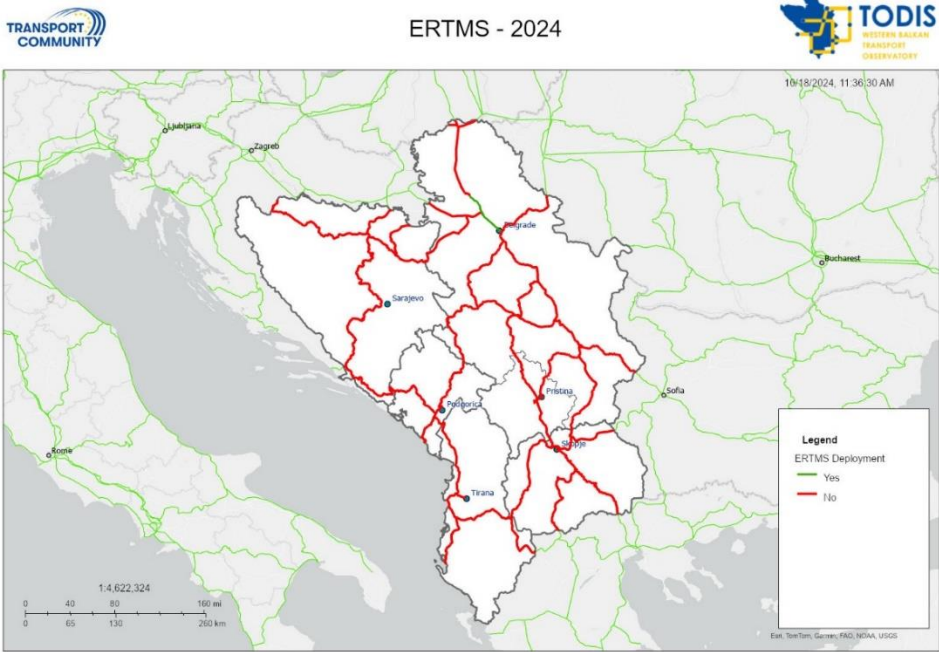 TRANSPORT
COMMUNITY
ERTMS - 2024
TODIS
WESTERN BALKAN
TRANSPORT
OBSERVATORY
10/18/2024, 11:36:30 AM
Ljubljana
Zagreb
Belgrade
Bucharest
Sarajevo
Pristina
Sofia
Podgorica
Skopje
Rome
Tirana
Legend
ERTMS Deployment
Yes
No
1:4,622,324
0 40 80 160 mi
0 65 130 260 km
Esri, TomTom, Garmin, FAO, NOAA, USGS